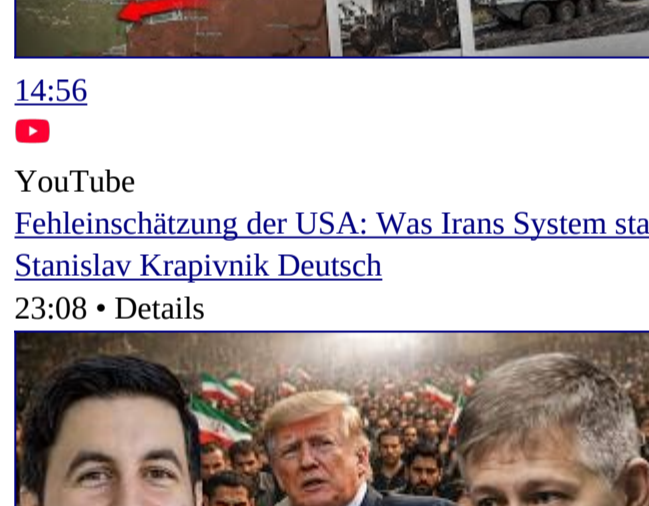 14:56
YouTube
Fehleinschätzung der USA: Was Irans System sta
Stanislav Krapivnik Deutsch
23:08 • Details